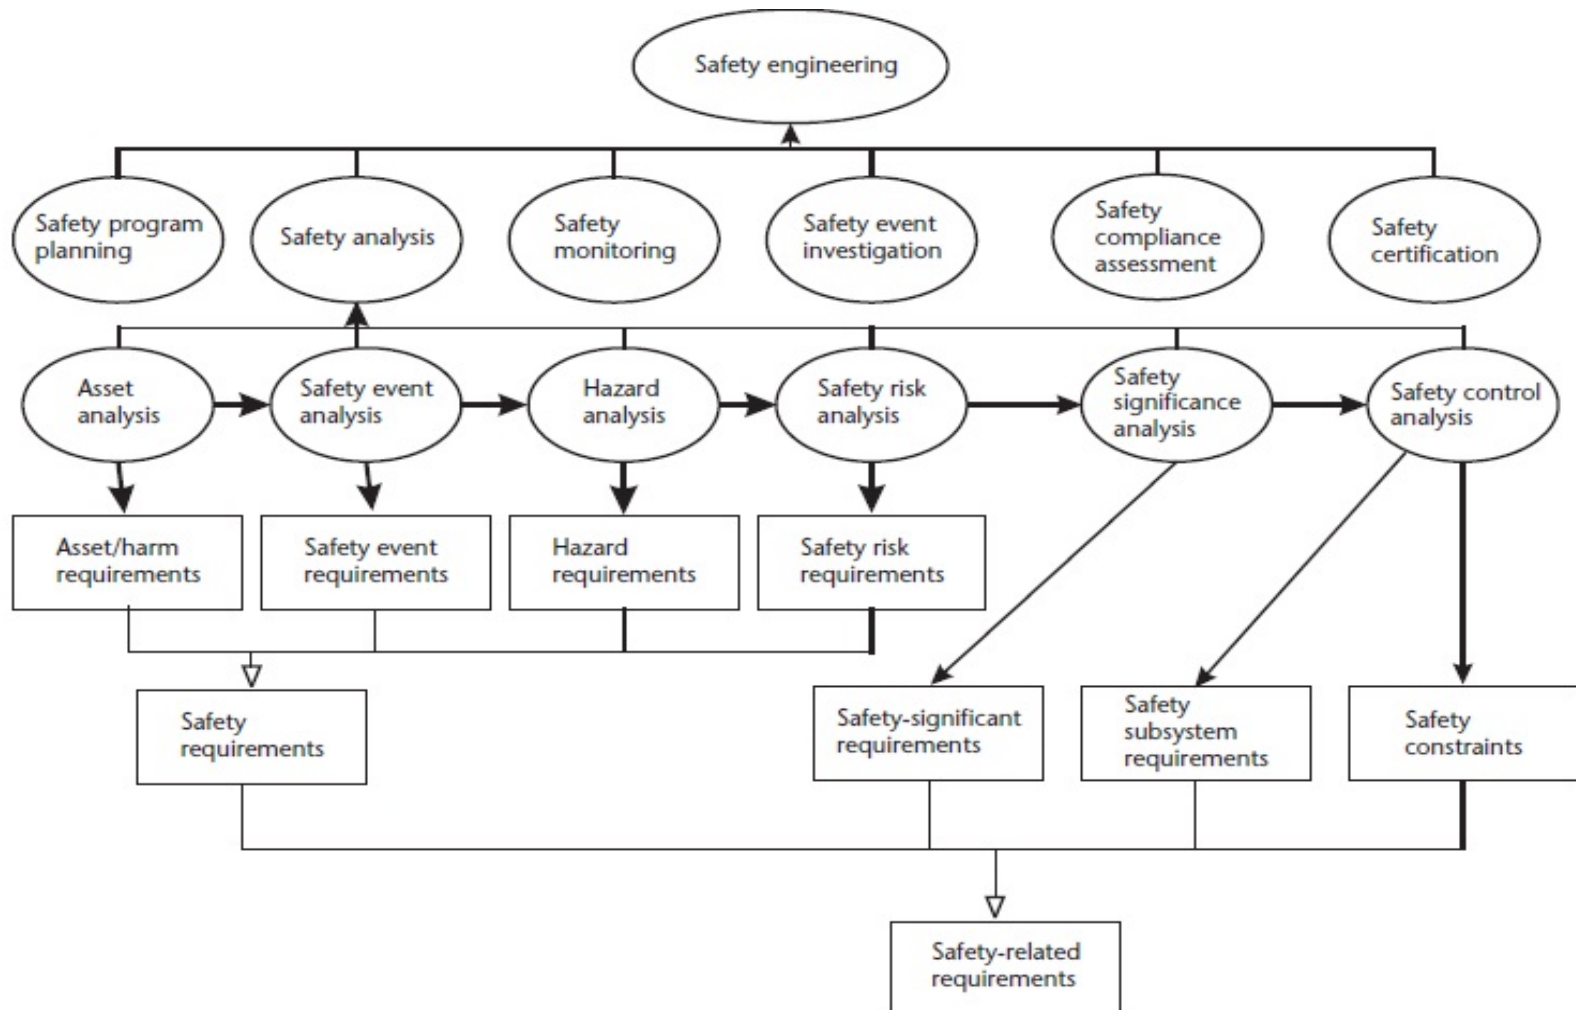 Safety engineering
Safety program
planning
Safety analysis
Safety
monitoring
Safety event
investigation
Safety
compliance
assessment
Safety
certification
Asset
analysis
Safety event
analysis
Hazard
analysis
Safety risk
analysis
Safety
significance
analysis
Safety control
analysis
Asset/harm
requirements
Safety event
requirements
Hazard
requirements
Safety risk
requirements
Safety
requirements
Safety-significant
requirements
Safety
subsystem
requirements
Safety
constraints
Safety-related
requirements